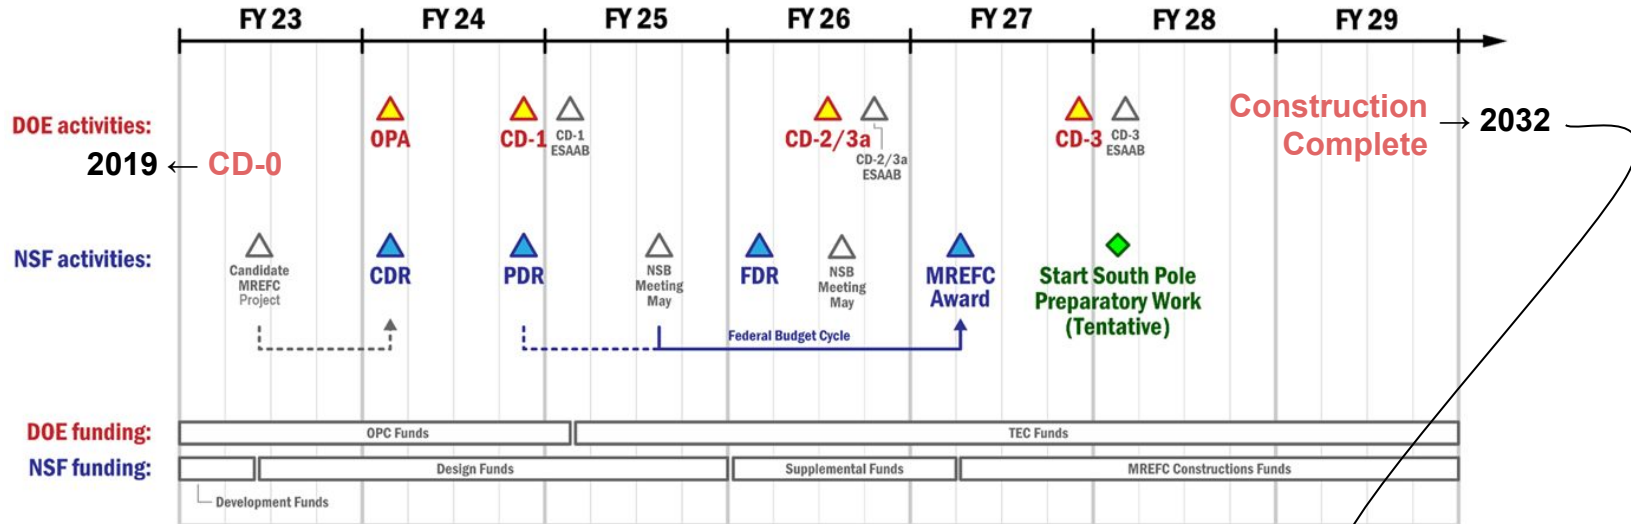 FY 23 FY 24 FY 25 FY 26 FY 27 FY 28 FY 29
DOE activities:
2019 ← CD-0
OPA
CD-1
CD-1
ESAAB
CD-2/3a
CD-2/3a
ESAAB
CD-3
CD-3
ESAAB
Construction
Complete
→ 2032
NSF activities:
Candidate
MREFC
Project
CDR
PDR
NSB
Meeting
May
FDR
NSB
Meeting
May
MREFC
Award
Start South Pole
Preparatory Work
(Tentative)
Federal Budget Cycle
DOE funding:
OPC Funds
TEC Funds
NSF funding:
Design Funds
Supplemental Funds
MREFC Constructions Funds
Development Funds